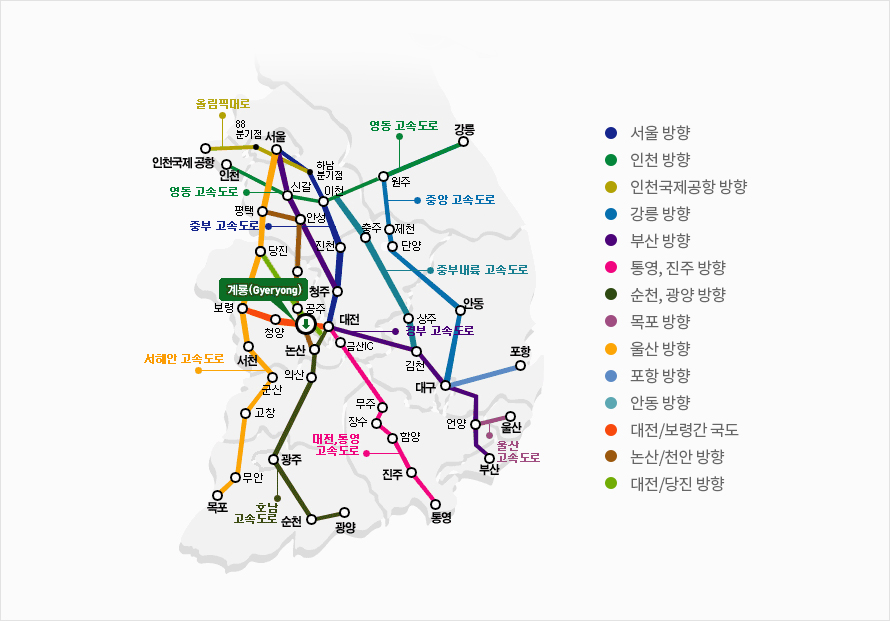 올림픽대로
88
분기점
서울
인천국제 공항
인천
하남
분기점
영동 고속도로
강릉
영동 고속도로
신갈
이천
원주
평택
안성
중앙 고속도로
중부 고속도로
충주
제천
진천
단양
당진
중부내륙 고속도로
계룡(Gyeryong)
청주
보령
공주
대전
상주
안동
청양
경부 고속도로
논산
금산IC
서해안 고속도로
서천
김천
포항
익산
군산
대구
고창
무주
장수
언양
울산
대전,통영
고속도로
함양
울산
고속도로
광주
진주
부산
무안
목포
호남
고속도로
순천
광양
통영
서울 방향
인천 방향
인천국제공항 방향
강릉 방향
부산 방향
통영, 진주 방향
순천, 광양 방향
목포 방향
울산 방향
포항 방향
안동 방향
대전/보령간 국도
논산/천안 방향
대전/당진 방향